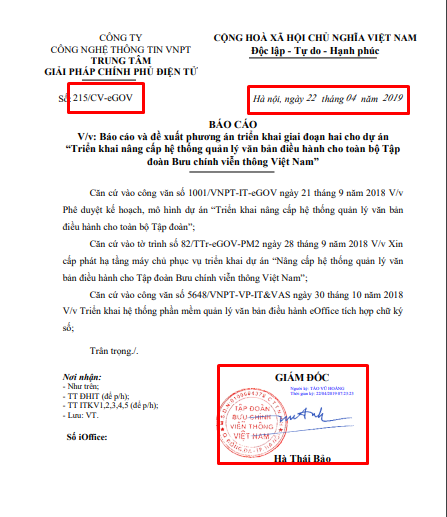 CÔNG TY
CÔNG NGHỆ THÔNG TIN VNPT
TRUNG TÂM
GIẢI PHÁP CHÍNH PHỦ ĐIỆN TỬ
CỘNG HOÀ XÃ HỘI CHỦ NGHĨA VIỆT NAM
Độc lập - Tự do - Hạnh phúc
Số: 215/CV-eGOV
Hà nội, ngày 22 tháng 04 năm 2019
BÁO CÁO
V/v: Báo cáo và đề xuất phương án triển khai giai đoạn hai cho dự án
“Triển khai nâng cấp hệ thống quản lý văn bản điều hành cho toàn bộ Tập
đoàn Bưu chính viễn thông Việt Nam”
Căn cứ vào công văn số 1001/VNPT-IT-eGOV ngày 21 tháng 9 năm 2018 V/v
Phê duyệt kế hoạch, mô hình dự án “Triển khai nâng cấp hệ thống quản lý văn bản
điều hành cho toàn bộ Tập đoàn”;
Căn cứ vào tờ trình số 82/TTr-eGOV-PM2 ngày 28 tháng 9 năm 2018 V/v Xin
cấp phát hạ tầng máy chủ phục vụ triển khai dự án “Nâng cấp hệ thống quản lý văn
bản điều hành cho Tập đoàn Bưu chính viễn thông Việt Nam”;
Căn cứ vào công văn số 5648/VNPT-VP-IT&VAS ngày 30 tháng 10 năm 2018
V/v Triển khai hệ thống phần mềm quản lý văn bản điều hành eOffice tích hợp chữ ký
số;
Trân trọng./.
Nơi nhận:
- Như trên;
- TT ĐHIT (để p/h);
- TT ITKV1,2,3,4,5 (để p/h);
- Lưu: VT.
Số iOffice:
GIÁM ĐỐC
Người ký: TÀO VŨ HOÀNG
Thời gian ký: 22/04/2019 07:23:23
TẬP ĐOÀN
BƯU CHÍNH
VIỄN THÔNG
VIỆT NAM
Hà Thái Bảo